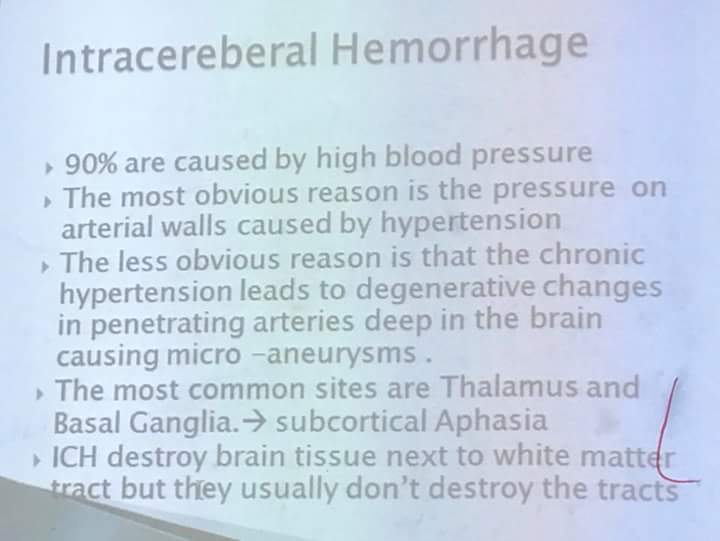 Intracereberal Hemorrhage
90% are caused by high blood pressure
The most obvious reason is the pressure on
arterial walls caused by hypertension
The less obvious reason is that the chronic
hypertension leads to degenerative changes
in penetrating arteries deep in the brain
causing micro –aneurysms .
The most common sites are Thalamus and
Basal Ganglia.→ subcortical Aphasia
ICH destroy brain tissue next to white matter
tract but they usually don't destroy the tracts